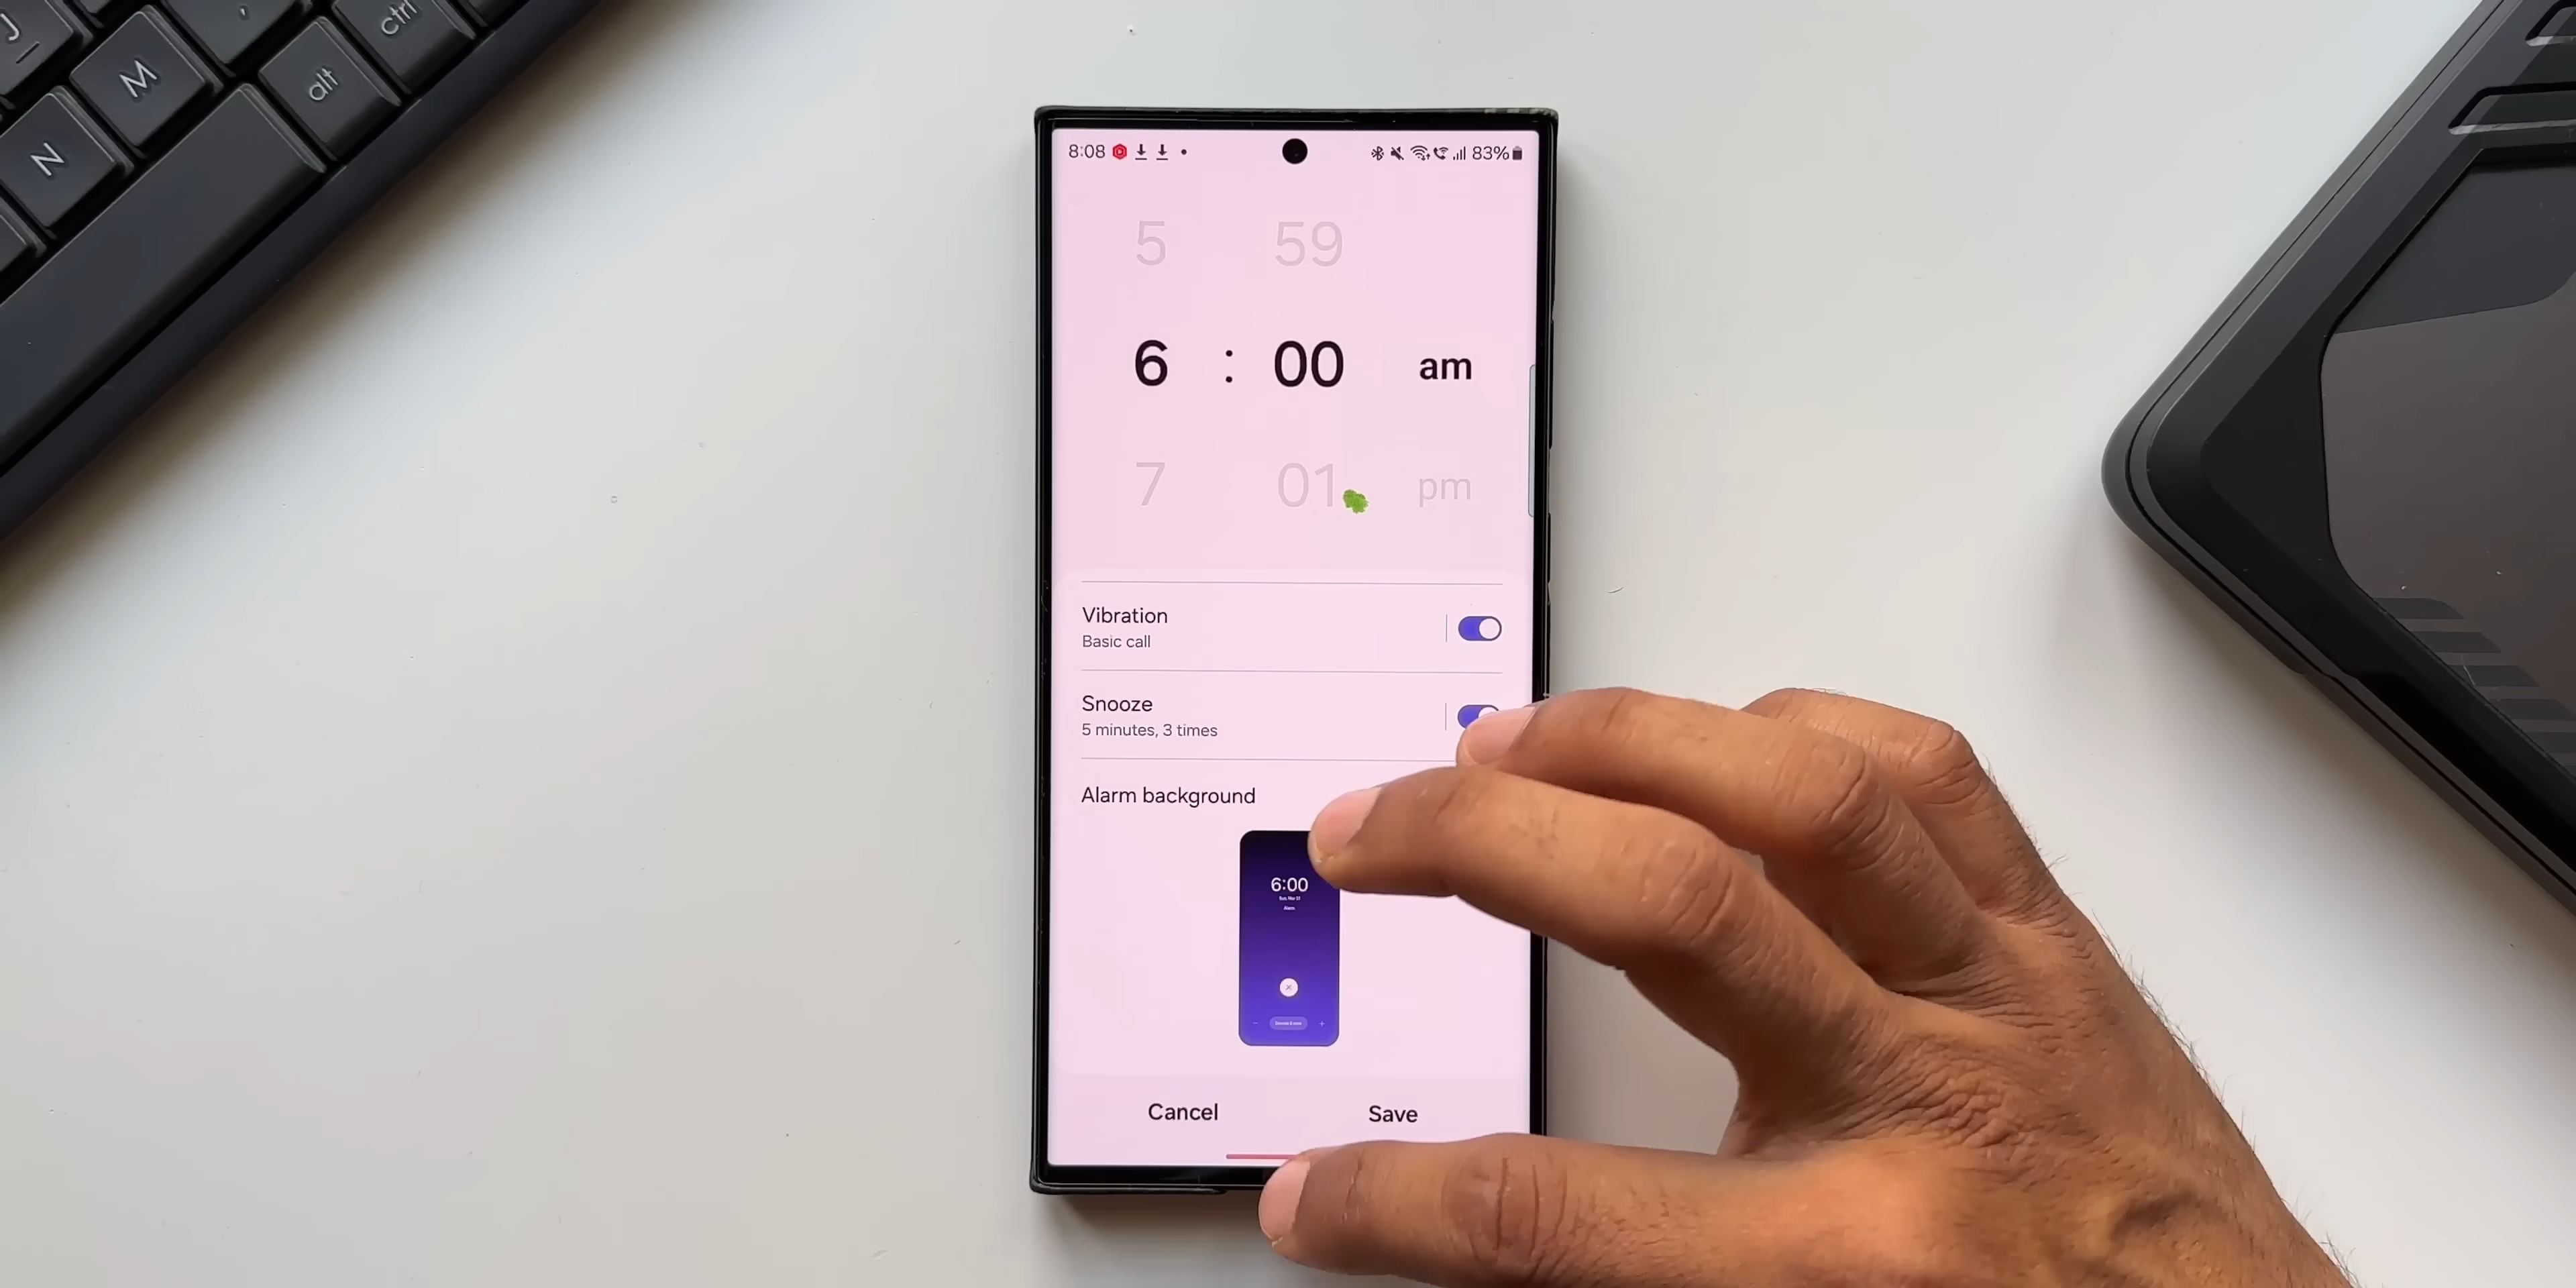 J
M
,
ctrl
alt
N
8:08 83%
5 59
6 : 00 am
7 01 pm
Vibration
Basic call
Snooze
5 minutes, 3 times
Alarm background
6:00
Alarm
Cancel Save